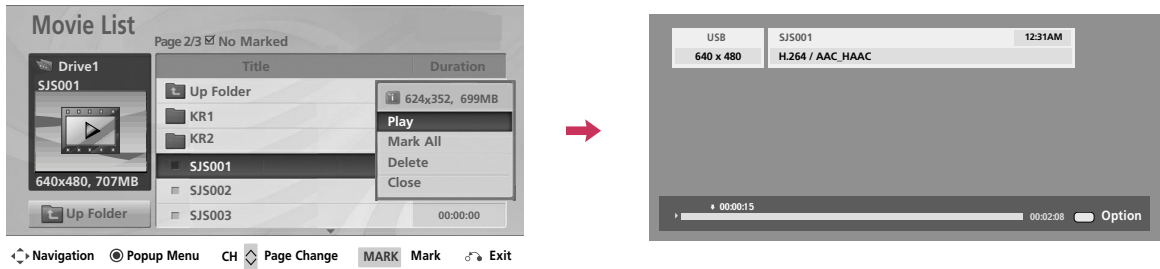 Movie List
Page 2/3 No Marked
Drive1
SJS001
640x480, 707MB
Up Folder
Title Duration
Up Folder
KR1
KR2
SJS001
SJS002
SJS003 00:00:00
624x352, 699MB
Play
Mark All
Delete
Close
Navigation Popup Menu CH Page Change MARK Mark Exit
USB SJS001 12:31AM
640 x 480 H.264 / AAC_HAAC
00:00:15
00:02:08 Option